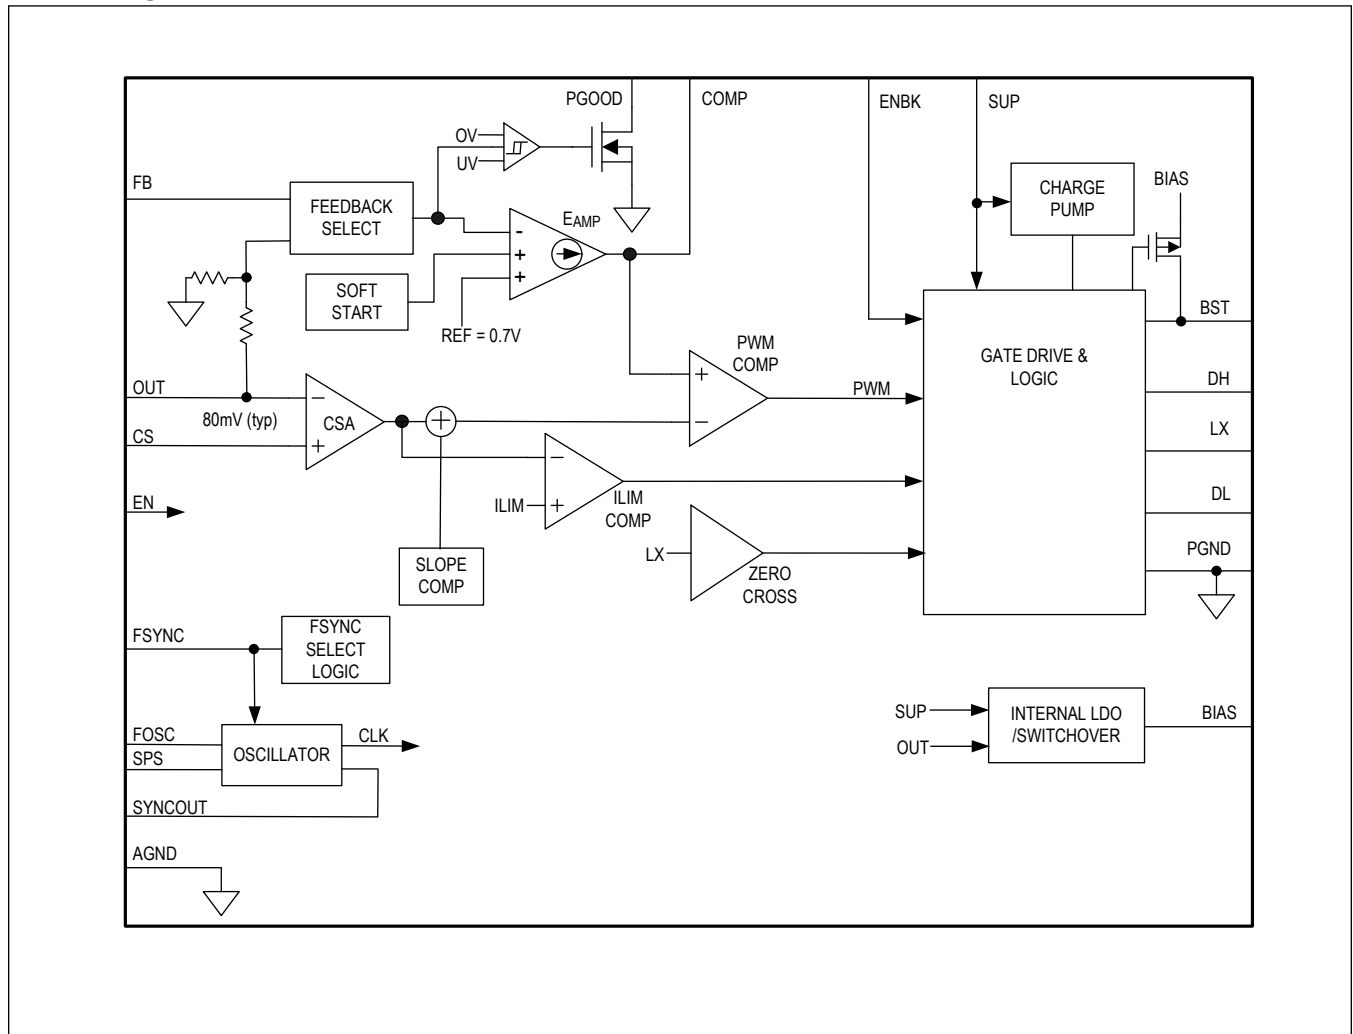 PGOOD
COMP
ENBK
SUP
OV
UV
FB
FEEDBACK
SELECT
EAMP
-
+
+
CHARGE
PUMP
BIAS
SOFT
START
REF = 0.7V
BST
PWM
COMP
GATE DRIVE &
LOGIC
OUT
80mV (typ)
CS
−
+
CSA
+
+
−
PWM
DH
LX
EN
ILIM
−
+
ILIM
COMP
DL
SLOPE
COMP
LX
ZERO
CROSS
PGND
FSYNC
FSYNC
SELECT
LOGIC
FOSC
SPS
OSCILLATOR
CLK
SYNCOUT
SUP
OUT
INTERNAL LDO
/SWITCHOVER
BIAS
AGND